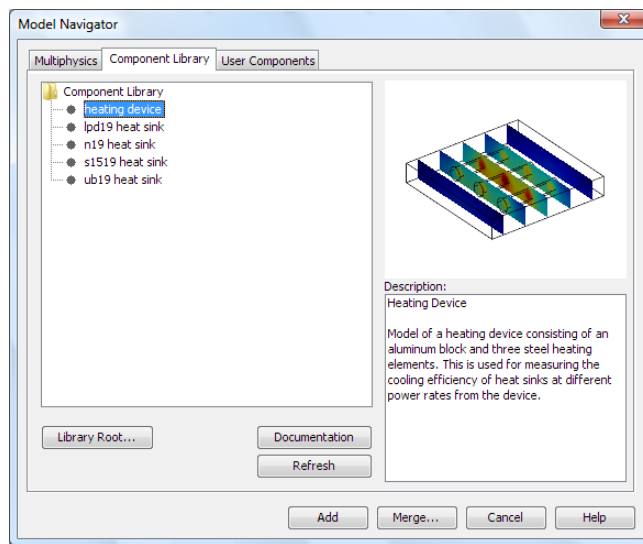 Model Navigator
Multiphysics
Component Library
User Components
Component Library
heating device
lpd19 heat sink
n19 heat sink
s1519 heat sink
ub19 heat sink
Description:
Heating Device
Model of a heating device consisting of an
aluminum block and three steel heating
elements. This is used for measuring the
cooling efficiency of heat sinks at different
power rates from the device.
Library Root...
Documentation
Refresh
Add
Merge...
Cancel
Help